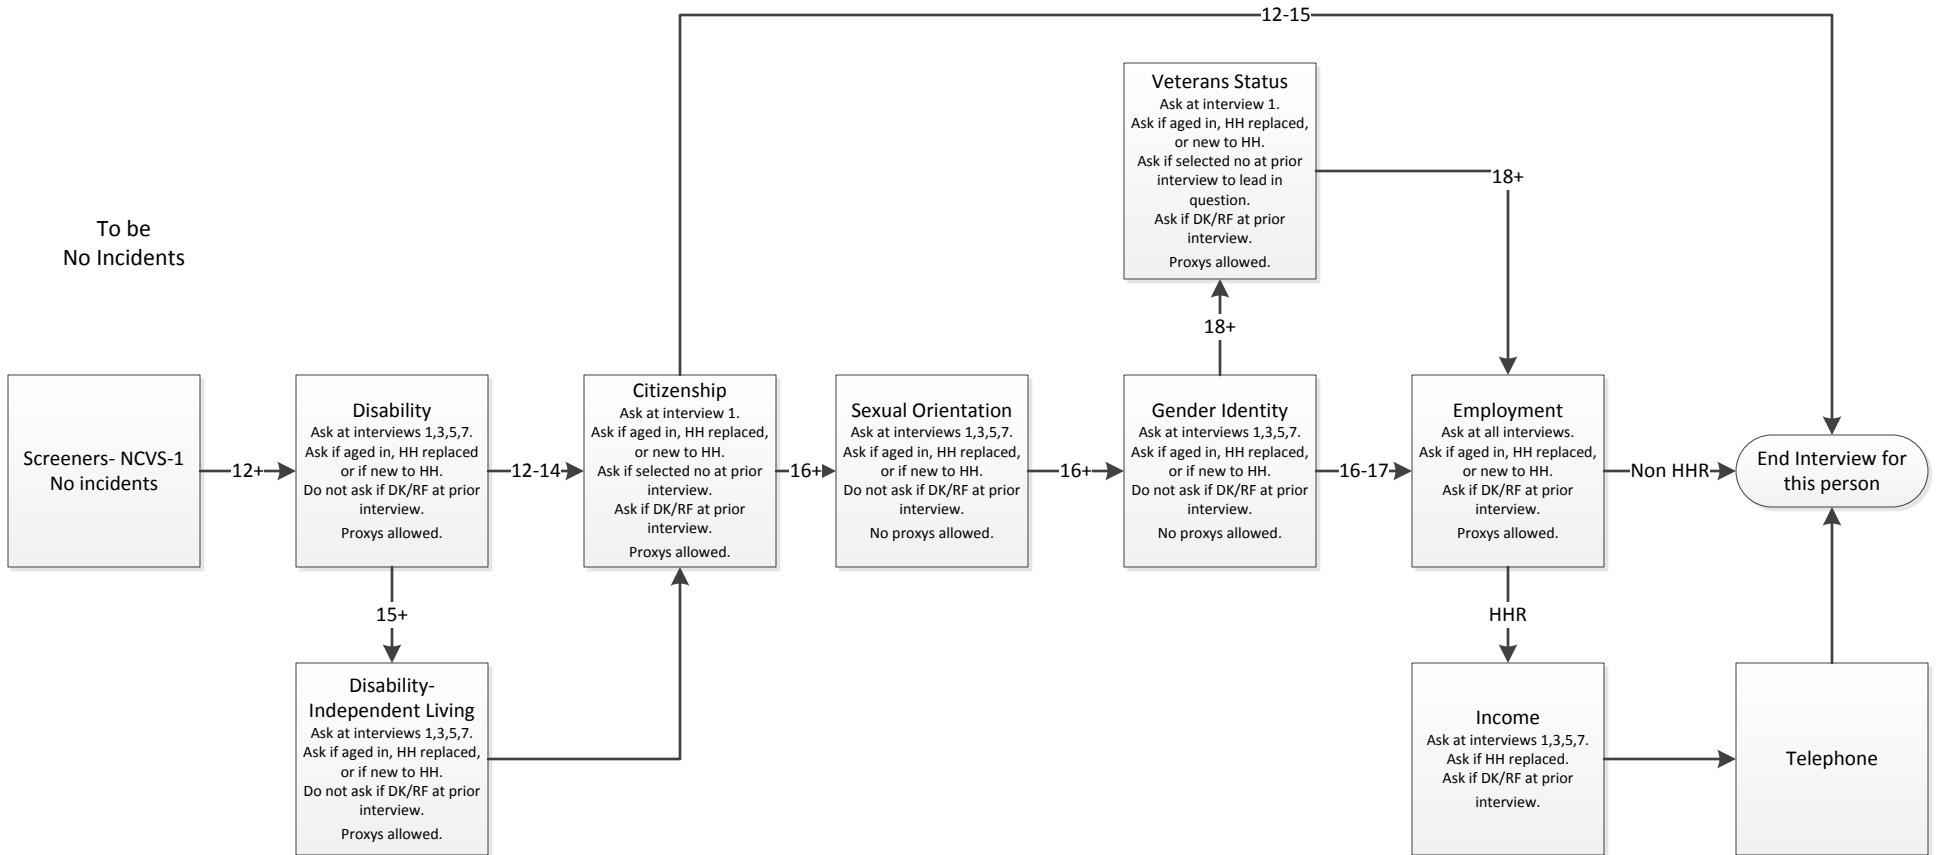 12-15
Veterans Status
Ask at interview 1.
Ask if aged in, HH replaced,
or new to HH.
Ask if selected no at prior
interview to lead in
question.
Ask if DK/RF at prior
interview.
Proxys allowed.
18+
To be
No Incidents
18+
Screeners- NCVS-1
No incidents
12+
Disability
Ask at interviews 1,3,5,7.
Ask if aged in, HH replaced
or if new to HH.
Do not ask if DK/RF at prior
interview.
Proxys allowed.
12-14
Citizenship
Ask at interview 1.
Ask if aged in, HH replaced,
or new to HH.
Ask if selected no at prior
interview.
Ask if DK/RF at prior
interview.
Proxys allowed.
16+
Sexual Orientation
Ask at interviews 1,3,5,7.
Ask if aged in, HH replaced,
or if new to HH.
Do not ask if DK/RF at prior
interview.
No proxys allowed.
16+
Gender Identity
Ask at interviews 1,3,5,7.
Ask if aged in, HH replaced,
or if new to HH.
Do not ask if DK/RF at prior
interview.
No proxys allowed.
16-17
Employment
Ask at all interviews.
Ask if aged in, HH replaced,
or new to HH.
Ask if DK/RF at prior
interview.
Proxys allowed.
Non HHR
End Interview for
this person
15+
HHR
Disability-
Independent Living
Ask at interviews 1,3,5,7.
Ask if aged in, HH replaced,
or if new to HH.
Do not ask if DK/RF at prior
interview.
Proxys allowed.
Income
Ask at interviews 1,3,5,7.
Ask if HH replaced.
Ask if DK/RF at prior
interview.
Telephone